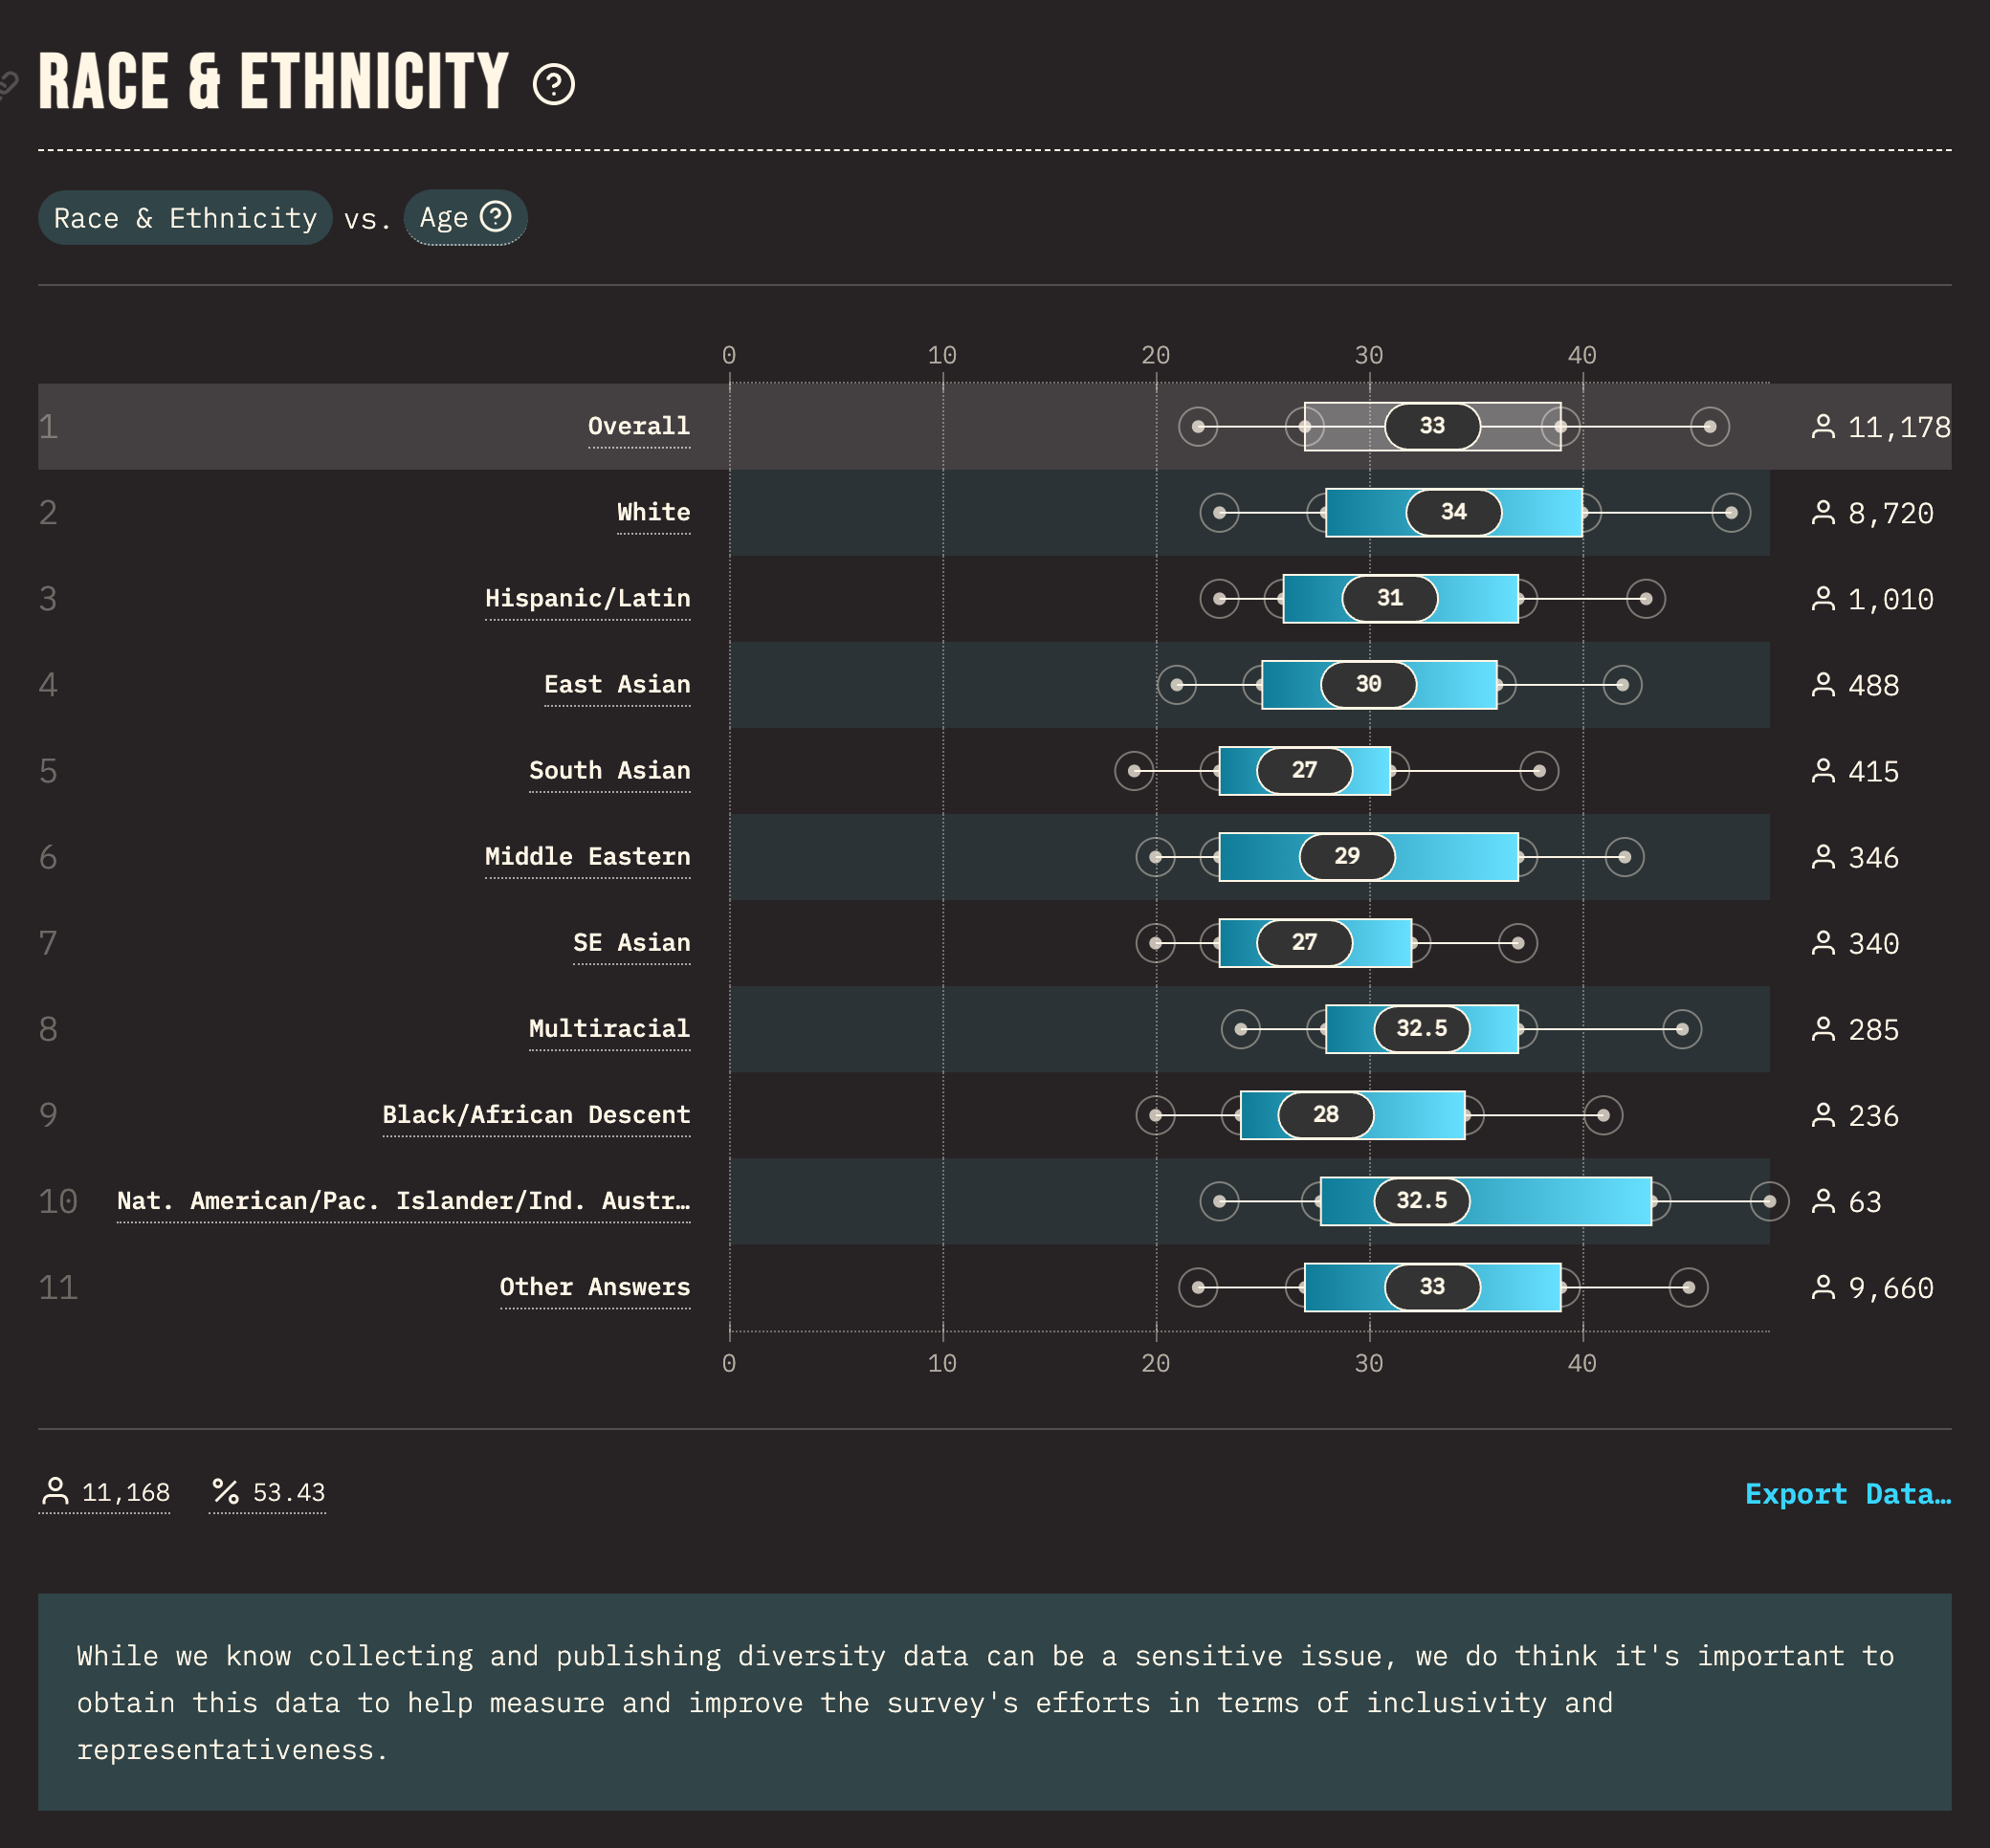 RACE & ETHNICITY ?
Race & Ethnicity vs. Age ?
0 10 20 30 40
1 Overall 33 11,178
2 White 34 8,720
3 Hispanic/Latin 31 1,010
4 East Asian 30 488
5 South Asian 27 415
6 Middle Eastern 29 346
7 SE Asian 27 340
8 Multiracial 32.5 285
9 Black/African Descent 28 236
10 Nat. American/Pac. Islander/Ind. Austr… 32.5 63
11 Other Answers 33 9,660
0 10 20 30 40
11,168 % 53.43 Export Data…
While we know collecting and publishing diversity data can be a sensitive issue, we do think it's important to
obtain this data to help measure and improve the survey's efforts in terms of inclusivity and
representativeness.